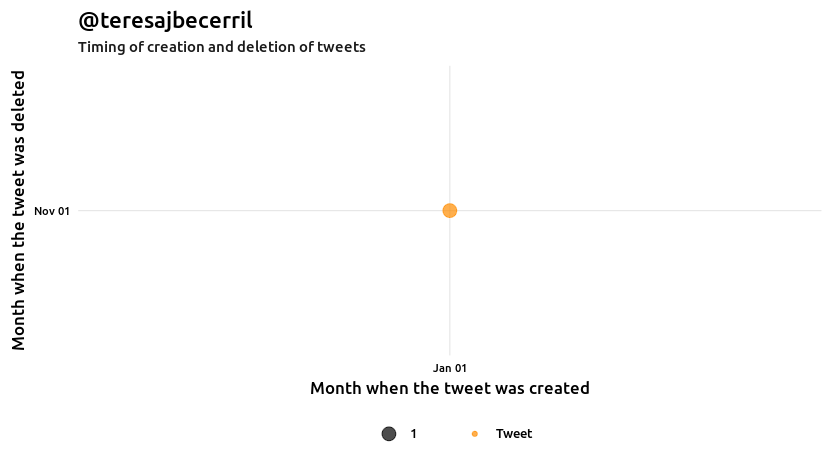 @teresajbecerril
Timing of creation and deletion of tweets
Month when the tweet was deleted
Nov 01
Jan 01
Month when the tweet was created
1 Tweet